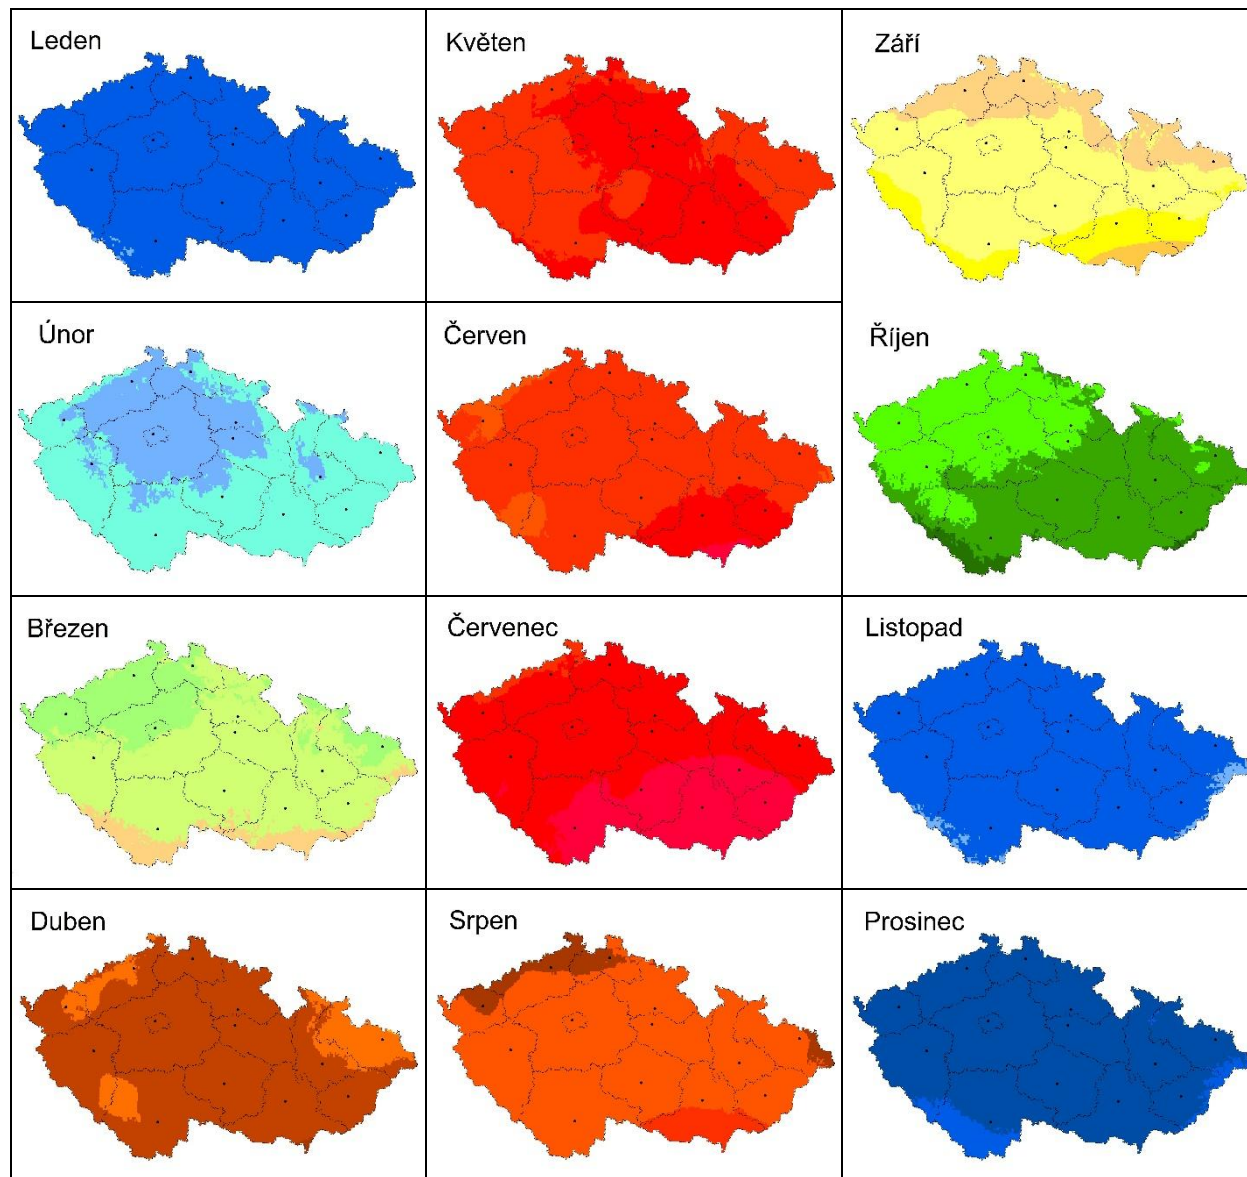 Leden
Květen
Září
Únor
Červen
Říjen
Březen
Červenec
Listopad
Duben
Srpen
Prosinec